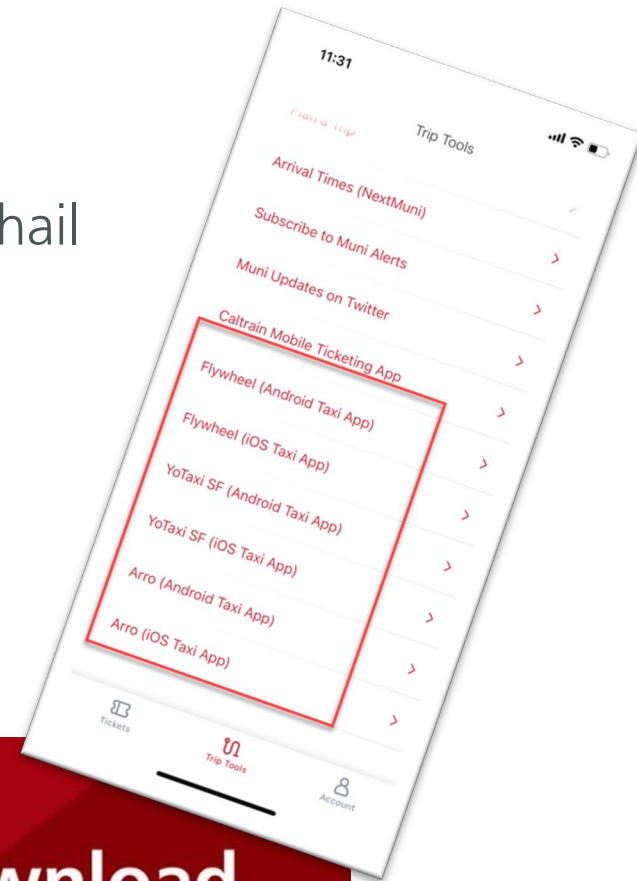 hail
11:31
Trip Tools
Plan a Trip
Arrival Times (NextMuni)
Subscribe to Muni Alerts
Muni Updates on Twitter
Caltrain Mobile Ticketing App
Flywheel (Android Taxi App)
Flywheel (iOS Taxi App)
YoTaxi SF (Android Taxi App)
YoTaxi SF (iOS Taxi App)
Arro (Android Taxi App)
Arro (iOS Taxi App)
Tickets
Trip Tools
Account
wnload